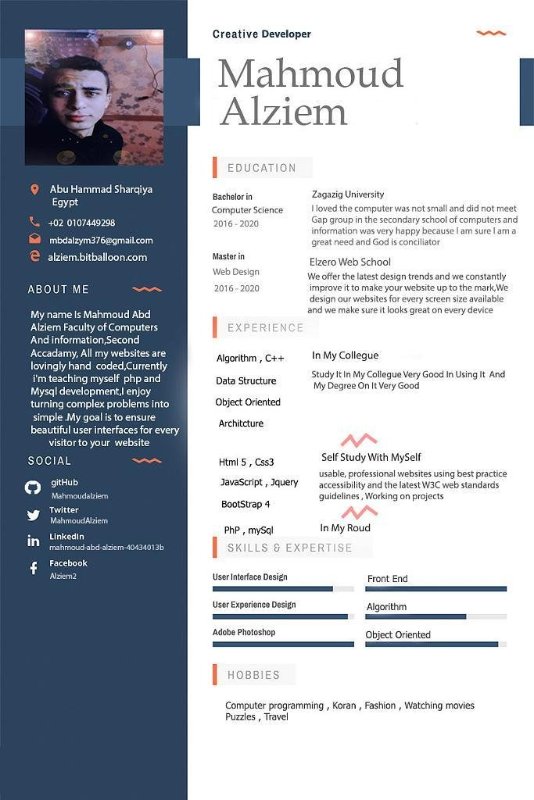 Creative Developer
Mahmoud
Alziem
Abu Hammad Sharqiya
Egypt
+02 0107449298
mbdalzym376@gmail.com
alziem.bitballoon.com
ABOUT ME
My name Is Mahmoud Abd
Alziem Faculty of Computers
And information,Second
Accadamy, All my websites are
lovingly hand coded,Currently
i'm teaching myself php and
Mysql development,I enjoy
turning complex problems into
simple .My goal is to ensure
beautiful user interfaces for every
visitor to your website
SOCIAL
gitHub
Mahmoudalziem
Twitter
MahmoudAlziem
Linkedin
mahmoud-abd-alziem-40434013b
Facebook
Alziem2
EDUCATION
Bachelor in
Computer Science
2016 - 2020
Zagazig University
I loved the computer was not small and did not meet
Gap group in the secondary school of computers and
information was very happy because I am sure I am a
great need and God is conciliator
Master in
Web Design
2016 - 2020
Elzero Web School
We offer the latest design trends and we constantly
improve it to make your website up to the mark,We
design our websites for every screen size available
and we make sure it looks great on every device
EXPERIENCE
Algorithm , C++
Data Structure
Object Oriented
Architcture
In My Collegue
Study It In My Collegue Very Good In Using It And
My Degree On It Very Good
Html 5 , Css3
JavaScript , Jquery
BootStrap 4
Self Study With MySelf
usable, professional websites using best practice
accessibility and the latest W3C web standards
guidelines , Working on projects
PhP , mySql
In My Roud
SKILLS & EXPERTISE
User Interface Design
Front End
User Experience Design
Algorithm
Adobe Photoshop
Object Oriented
HOBBIES
Computer programming , Koran , Fashion , Watching movies
Puzzles , Travel